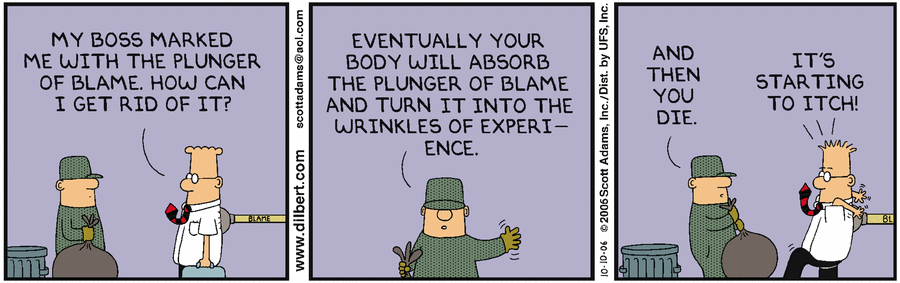 MY BOSS MARKED
ME WITH THE PLUNGER
OF BLAME. HOW CAN
I GET RID OF IT?
BLAME
www.dilbert.com
scottadams@aol.com
EVENTUALLY YOUR
BODY WILL ABSORB
THE PLUNGER OF BLAME
AND TURN IT INTO THE
WRINKLES OF EXPERI-
ENCE.
10-10-06 ©2006 Scott Adams, Inc./Dist. by UFS, Inc.
AND
THEN
YOU
DIE.
IT'S
STARTING
TO ITCH!
BL